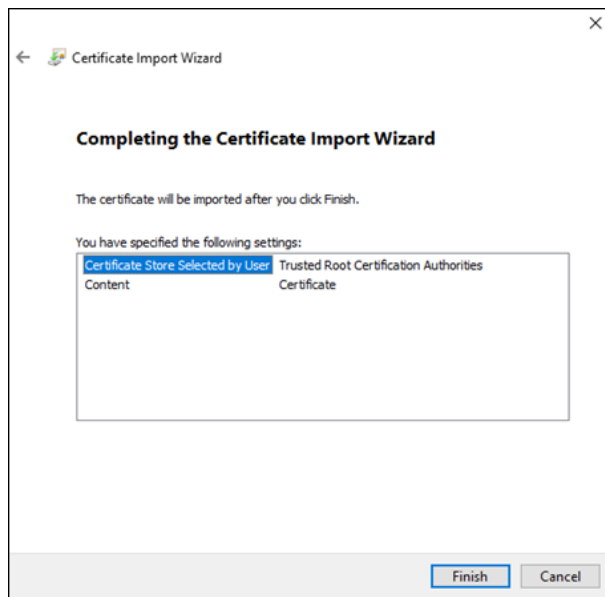 Certificate Import Wizard
Completing the Certificate Import Wizard
The certificate will be imported after you click Finish.
You have specified the following settings:
Certificate Store Selected by User Trusted Root Certification Authorities
Content Certificate
Finish Cancel